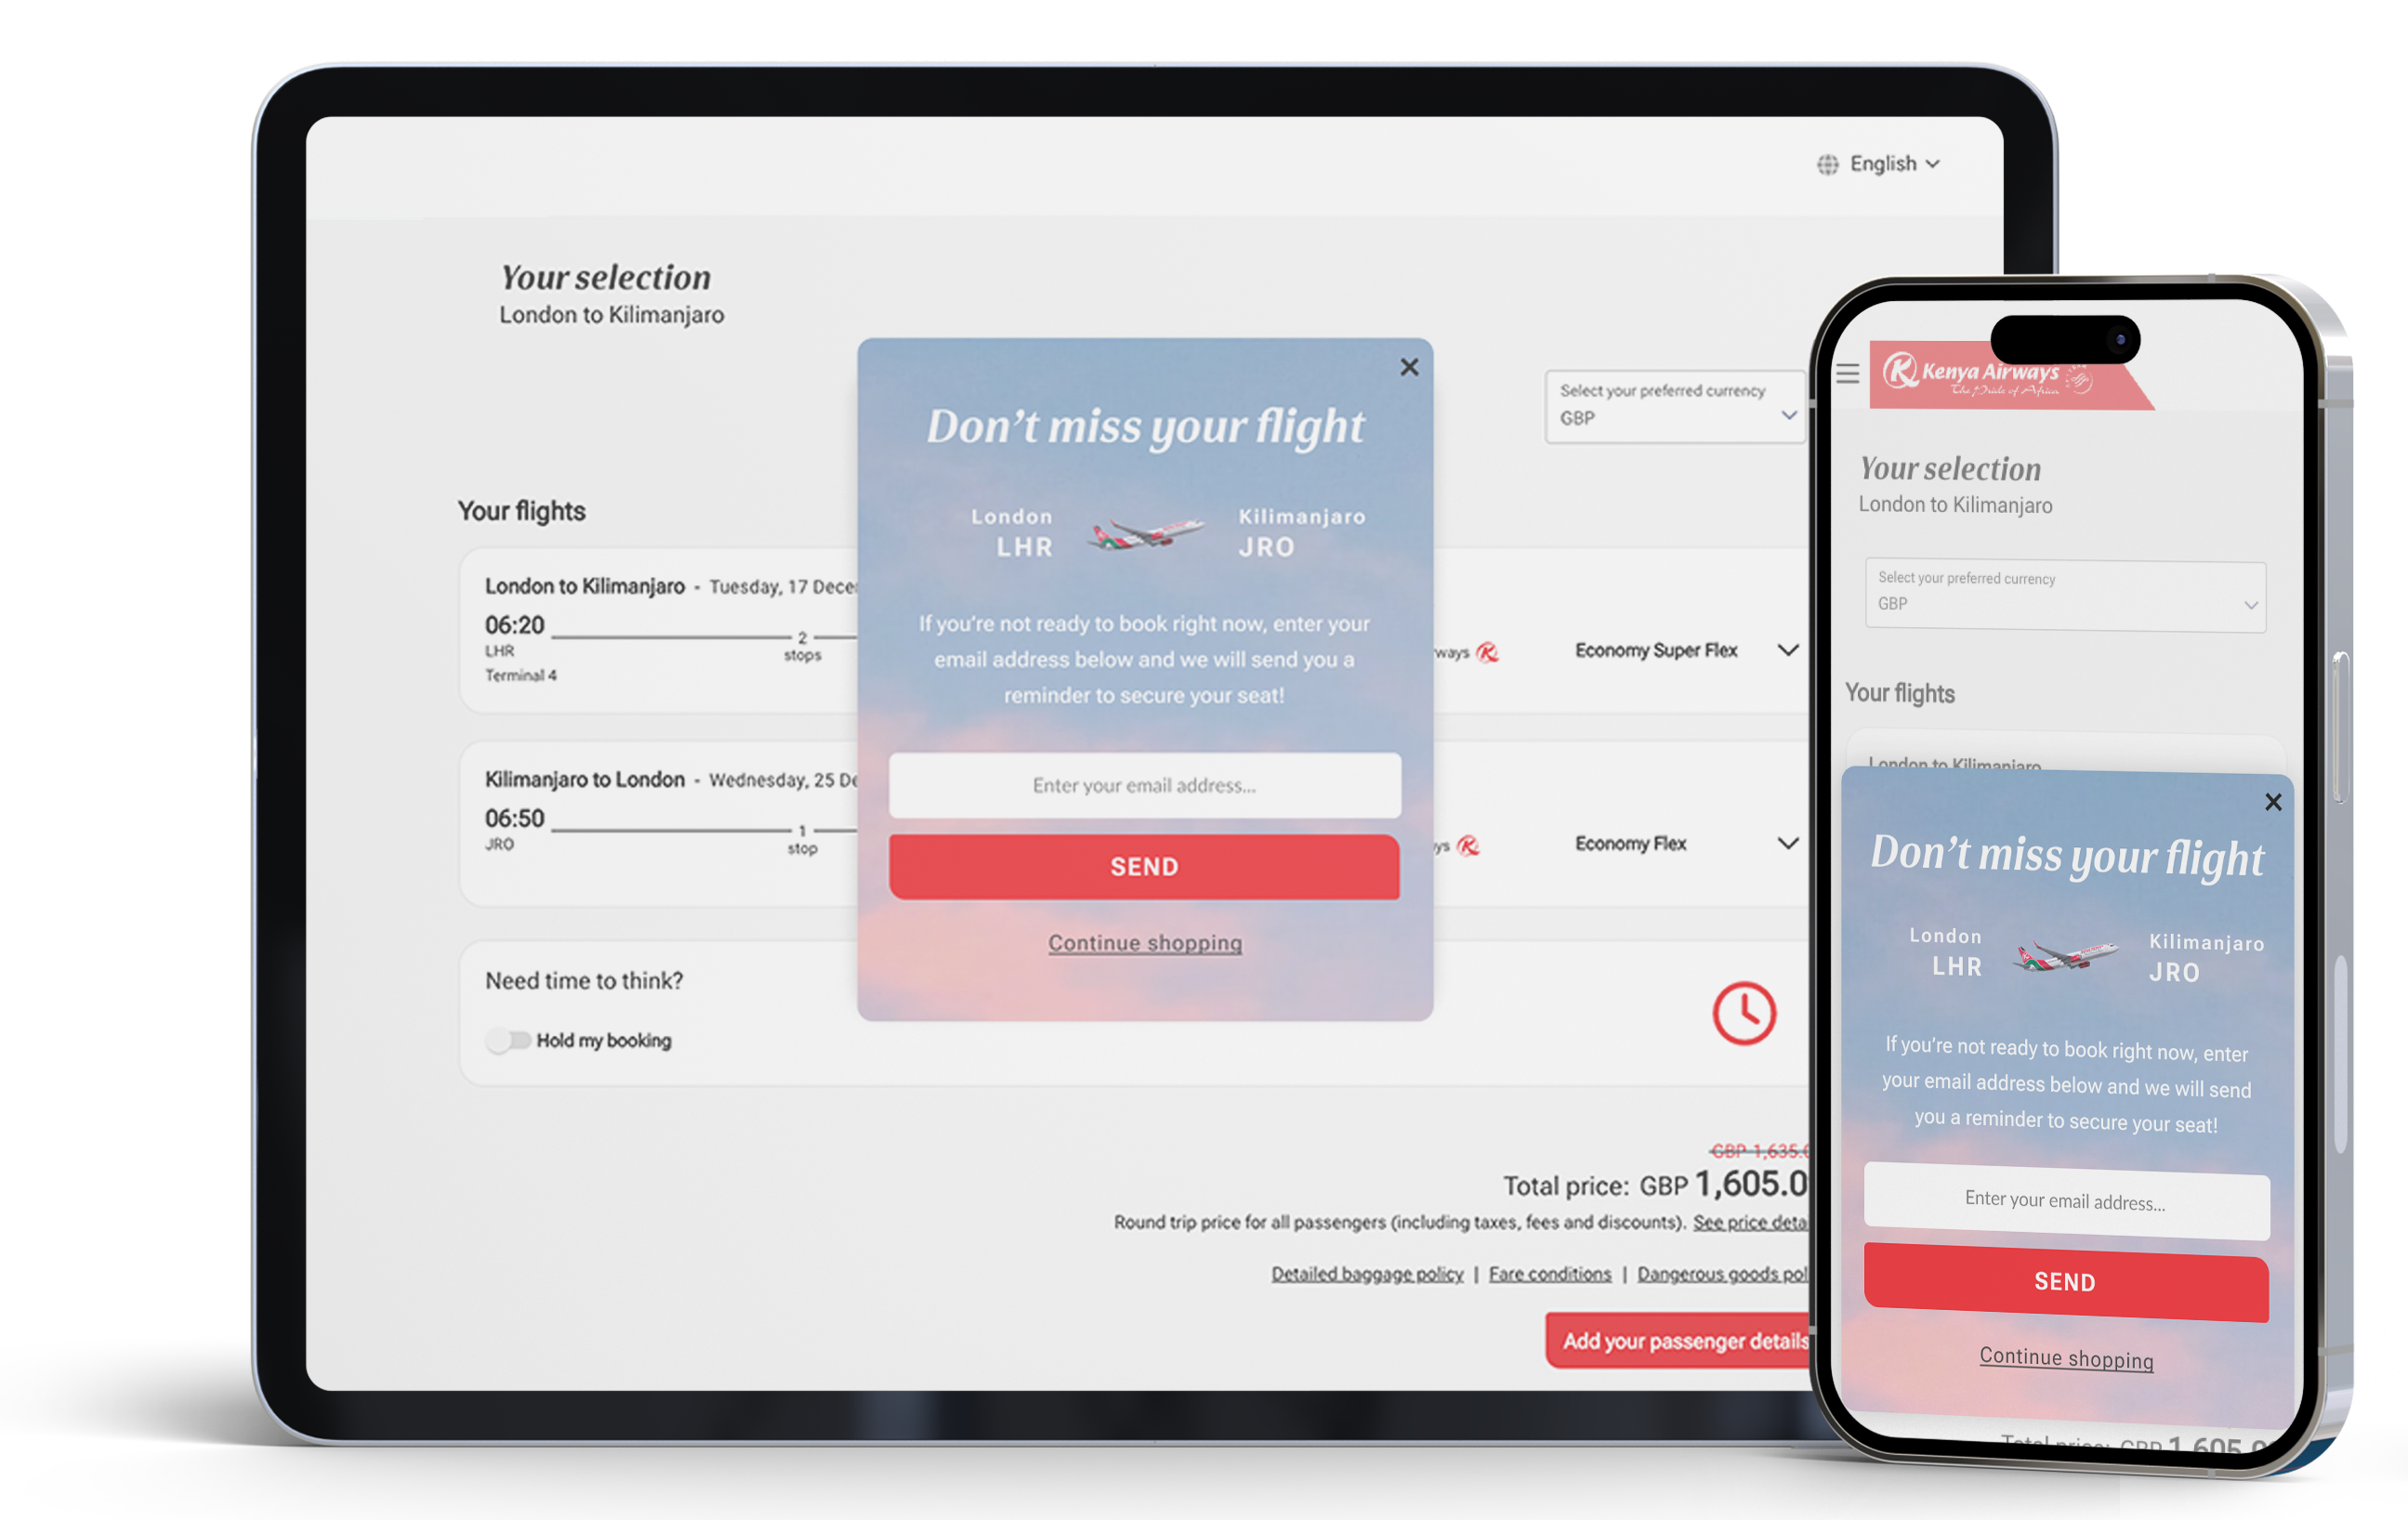 English
Your selection
London to Kilimanjaro
Select your preferred currency
GBP
Your flights
London to Kilimanjaro - Tuesday, 17 Dece
06:20
2
LHR
stops
Terminal 4
ways
Economy Super Flex
Kilimanjaro to London - Wednesday, 25 De
06:50
1
JRO
stop
ys
Economy Flex
Need time to think?
Hold my booking
GBP 1,635.
Total price: GBP 1,605.0
Round trip price for all passengers (including taxes, fees and discounts). See price deta
Detailed baggage policy | Fare conditions | Dangerous goods pol
Add your passenger details
Don't miss your flight
London
Kilimanjaro
LHR
JRO
If you're not ready to book right now, enter your
email address below and we will send you a
reminder to secure your seat!
Enter your email address...
SEND
Continue shopping
Kenya Airways
The Pride of Africa
Your selection
London to Kilimanjaro
Select your preferred currency
GBP
Your flights
London to Kilimanjaro
Don't miss your flight
London
Kilimanjaro
LHR
JRO
If you're not ready to book right now, enter
your email address below and we will send
you a reminder to secure your seat!
Enter your email address...
SEND
Continue shopping
Total price: GBP 1,605.0